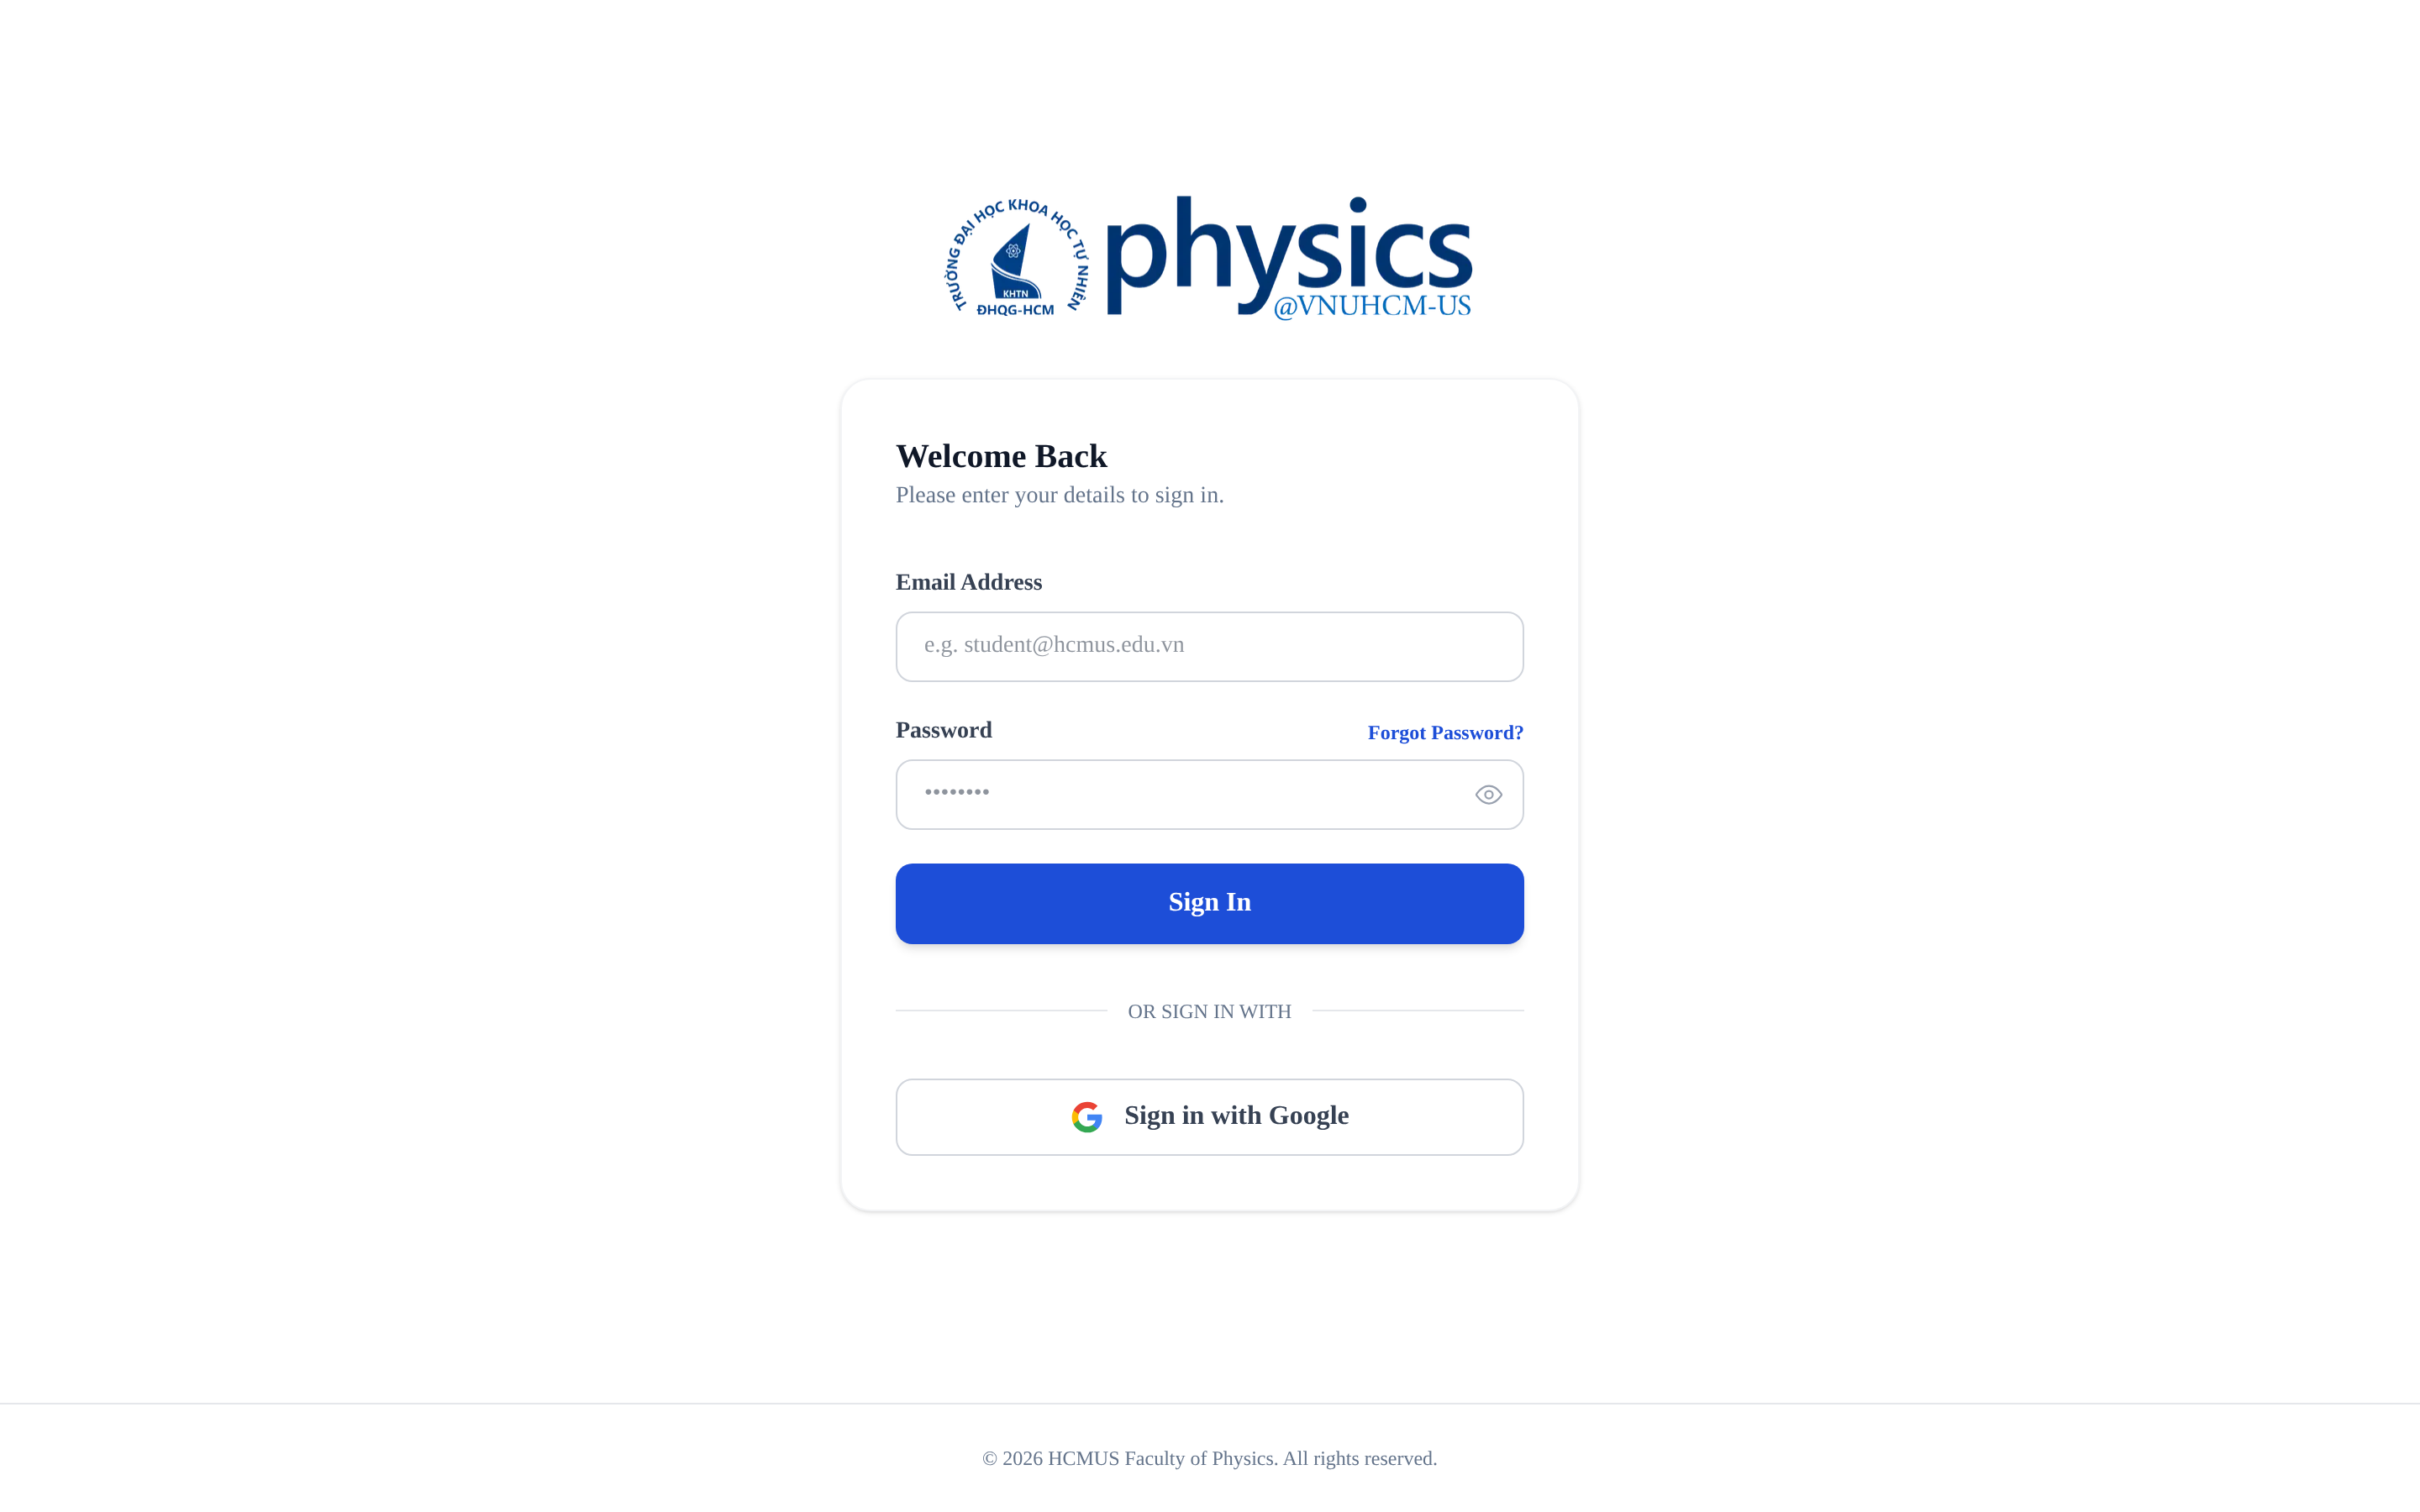 TRƯỜNG ĐẠI HỌC KHOA HỌC TỰ NHIÊN
KHTN
ĐHQG-HCM
physics
@VNUHCM-US
Welcome Back
Please enter your details to sign in.
Email Address
e.g. student@hcmus.edu.vn
Password
Forgot Password?
••••••••
Sign In
OR SIGN IN WITH
Sign in with Google
© 2026 HCMUS Faculty of Physics. All rights reserved.